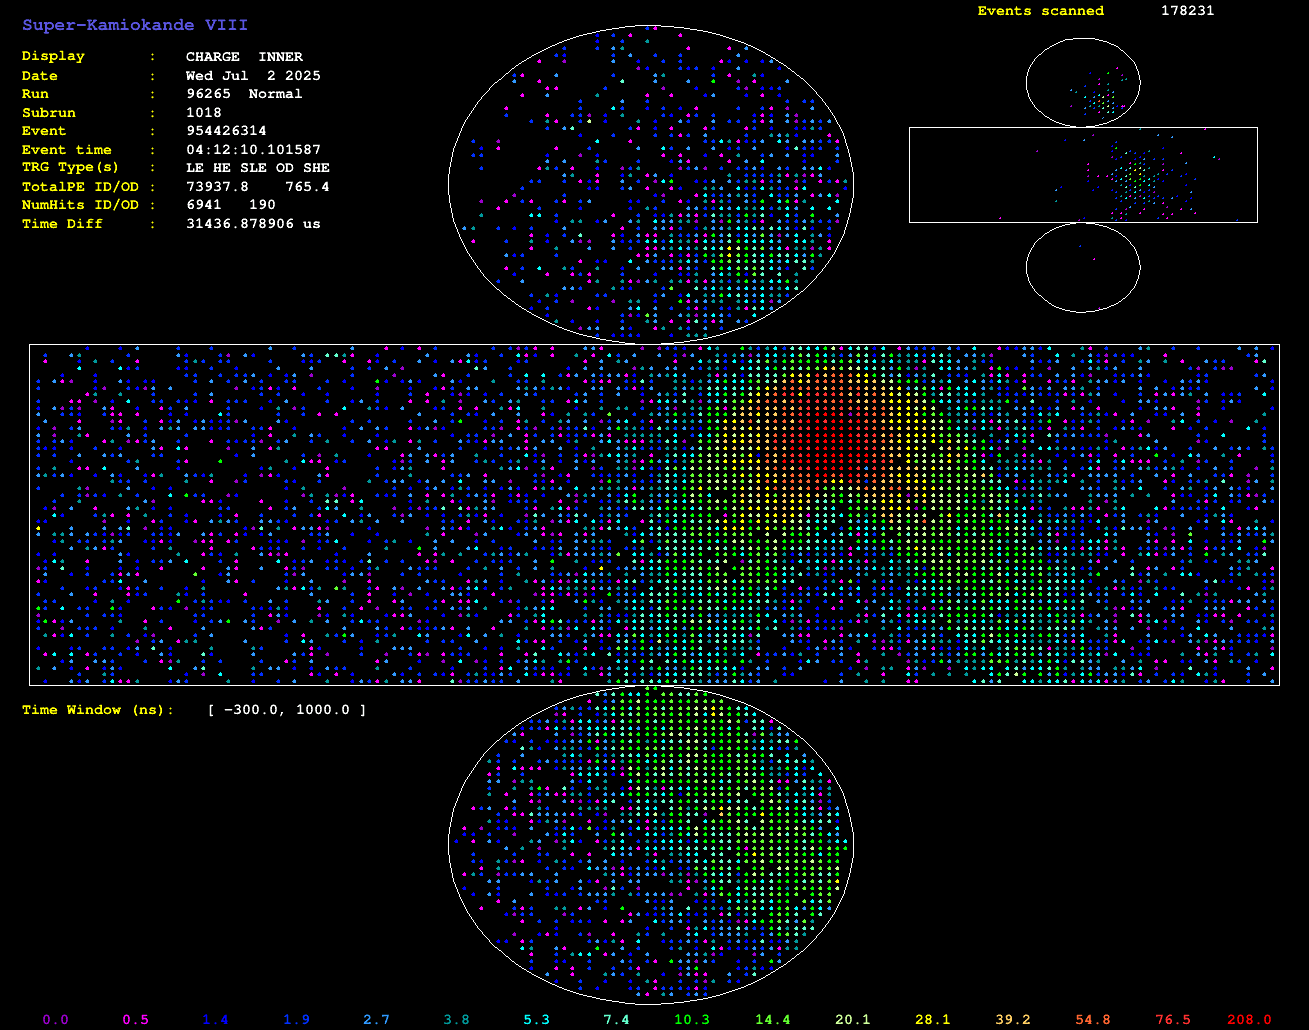 Super-Kamiokande VIII
Display : CHARGE INNER
Date : Wed Jul 2 2025
Run : 96265 Normal
Subrun : 1018
Event : 954426314
Event time : 04:12:10.101587
TRG Type(s) : LE HE SLE OD SHE
TotalPE ID/OD : 73937.8 765.4
NumHits ID/OD : 6941 190
Time Diff : 31436.878906 us
Events scanned 178231
Time Window (ns): [ -300.0, 1000.0 ]
0.0 0.5 1.4 1.9 2.7 3.8 5.3 7.4 10.3 14.4 20.1 28.1 39.2 54.8 76.5 208.0